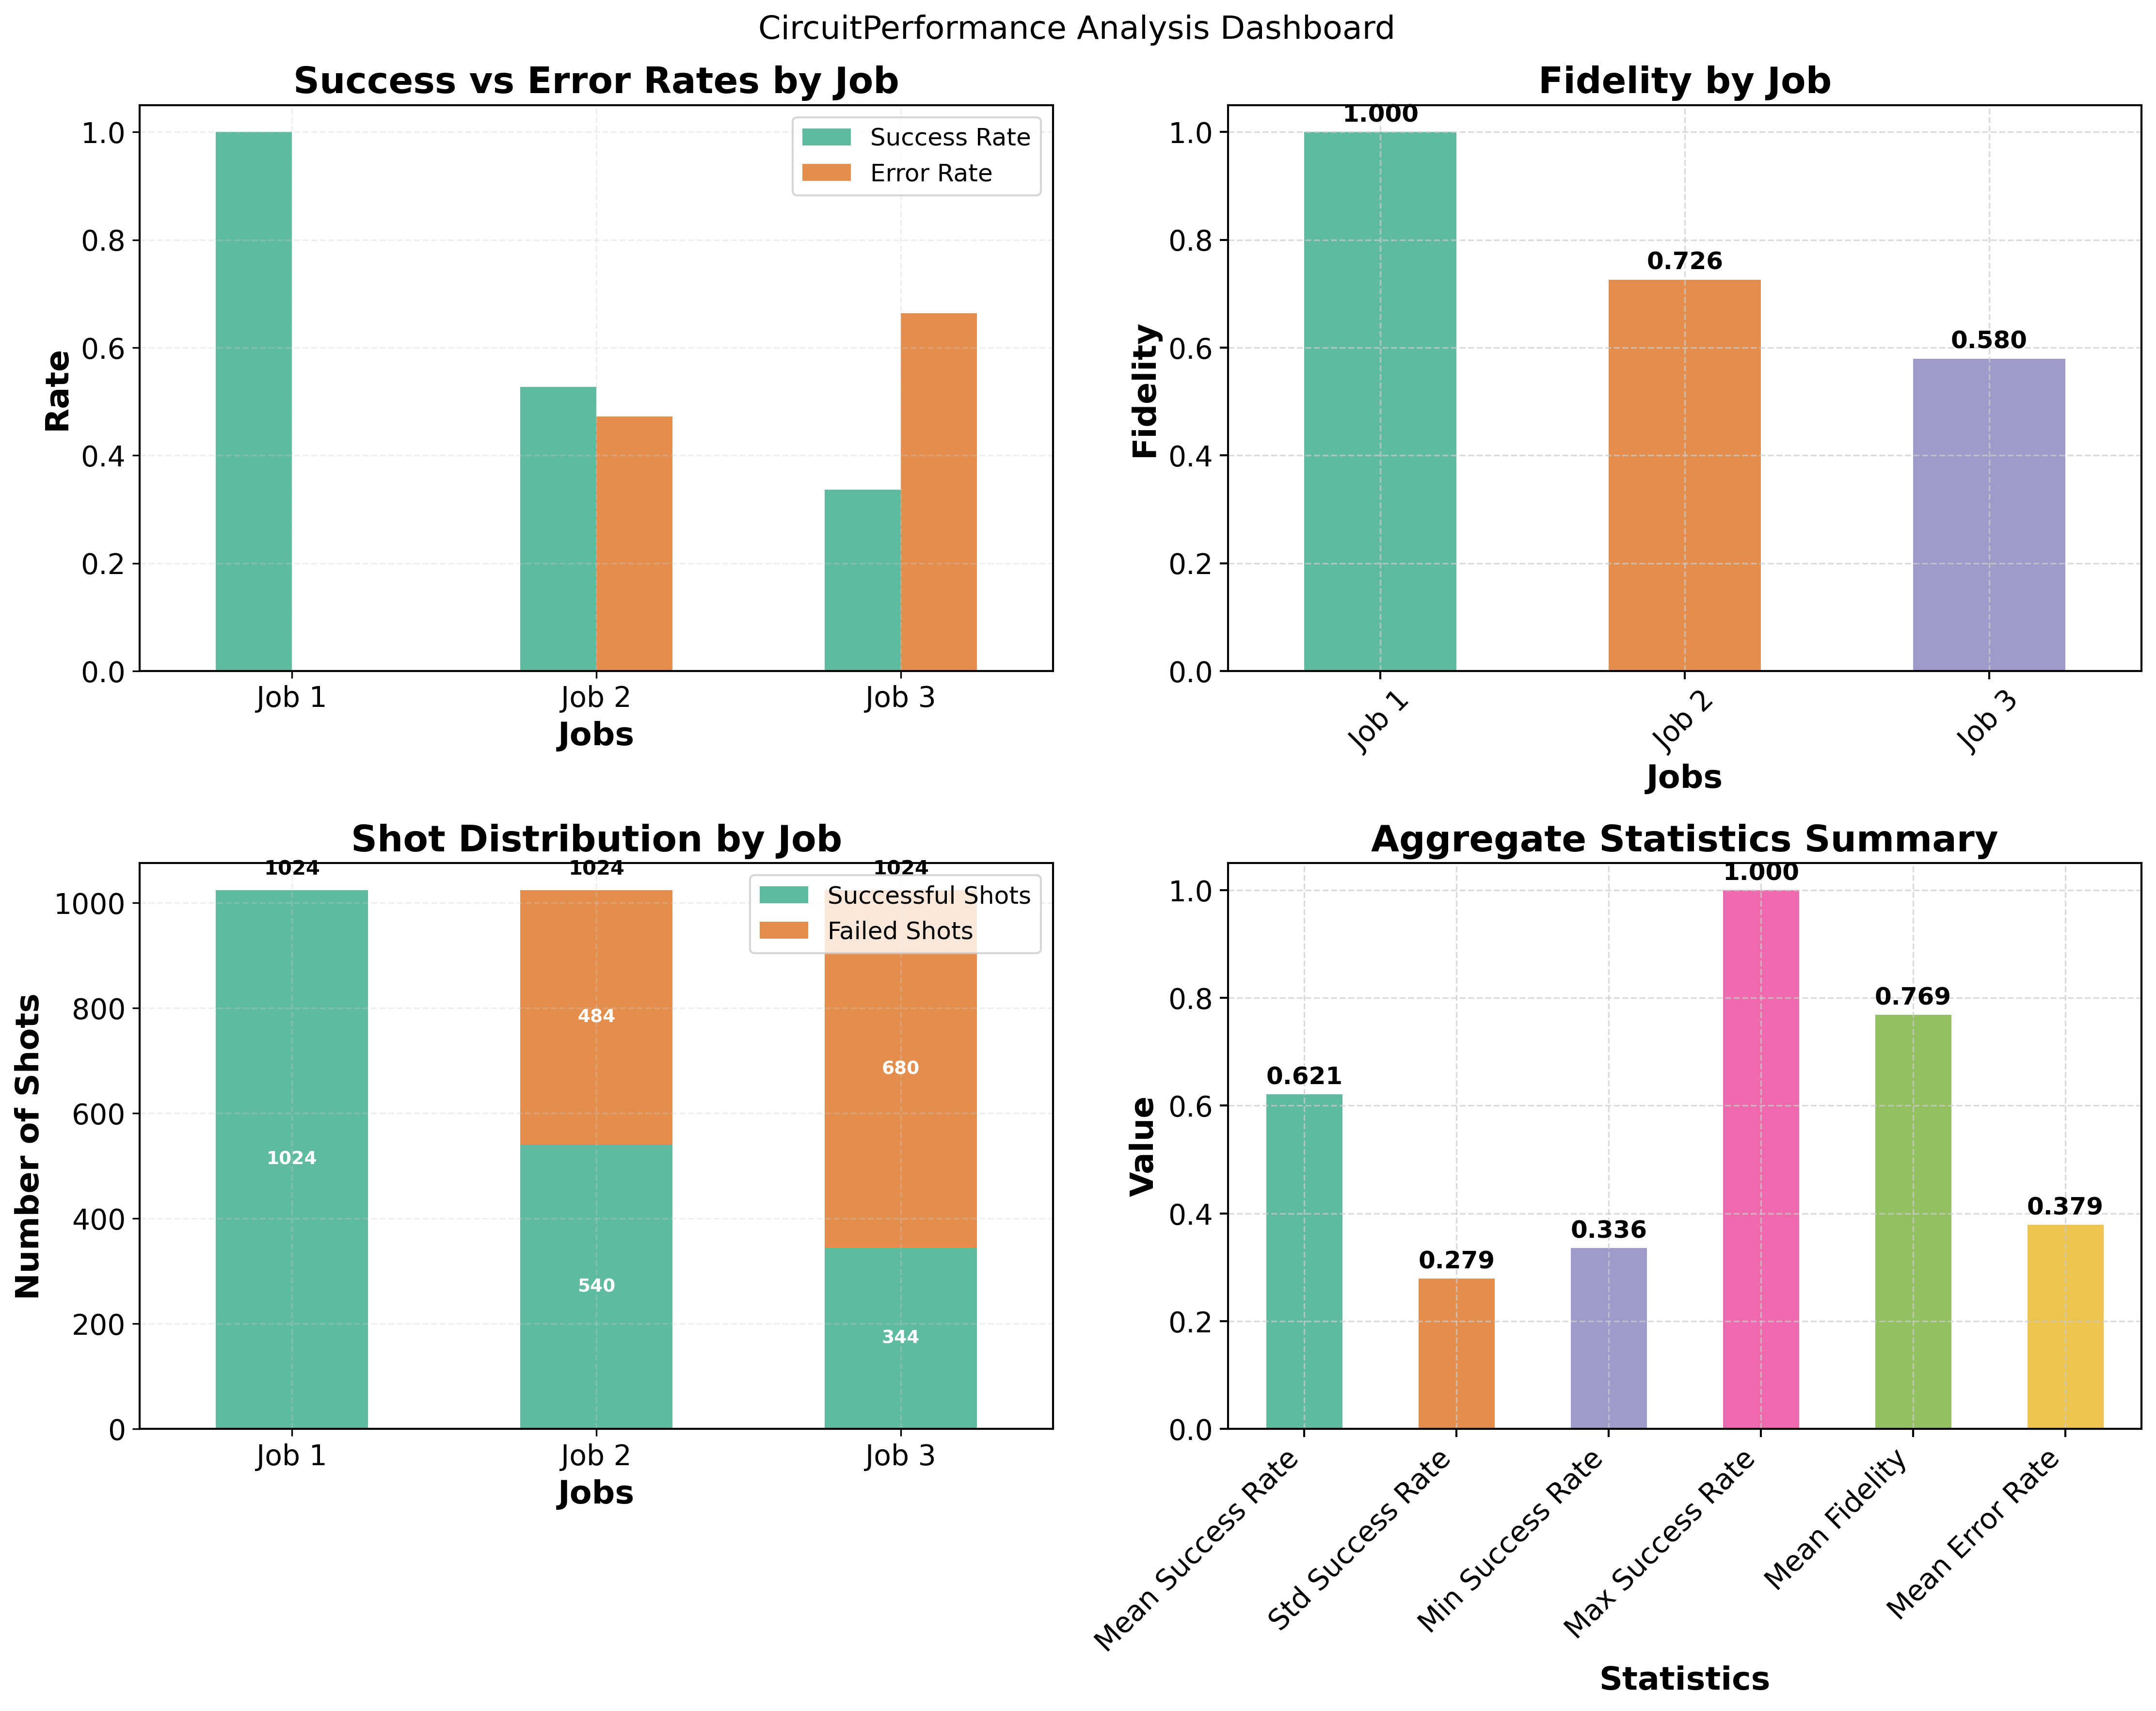 CircuitPerformance Analysis Dashboard
Success vs Error Rates by Job
Rate
1.0
0.8
0.6
0.4
0.2
0.0
Success Rate
Error Rate
Job 1
Job 2
Job 3
Jobs
Fidelity by Job
Fidelity
1.0
0.8
0.6
0.4
0.2
0.0
1.000
0.726
0.580
Job 1
Job 2
Job 3
Jobs
Shot Distribution by Job
Number of Shots
1000
800
600
400
200
0
1024
1024
1024
Successful Shots
Failed Shots
1024
484
540
680
344
Job 1
Job 2
Job 3
Jobs
Aggregate Statistics Summary
Value
1.0
0.8
0.6
0.4
0.2
0.0
0.621
0.279
0.336
1.000
0.769
0.379
Mean Success Rate
Std Success Rate
Min Success Rate
Max Success Rate
Mean Fidelity
Mean Error Rate
Statistics